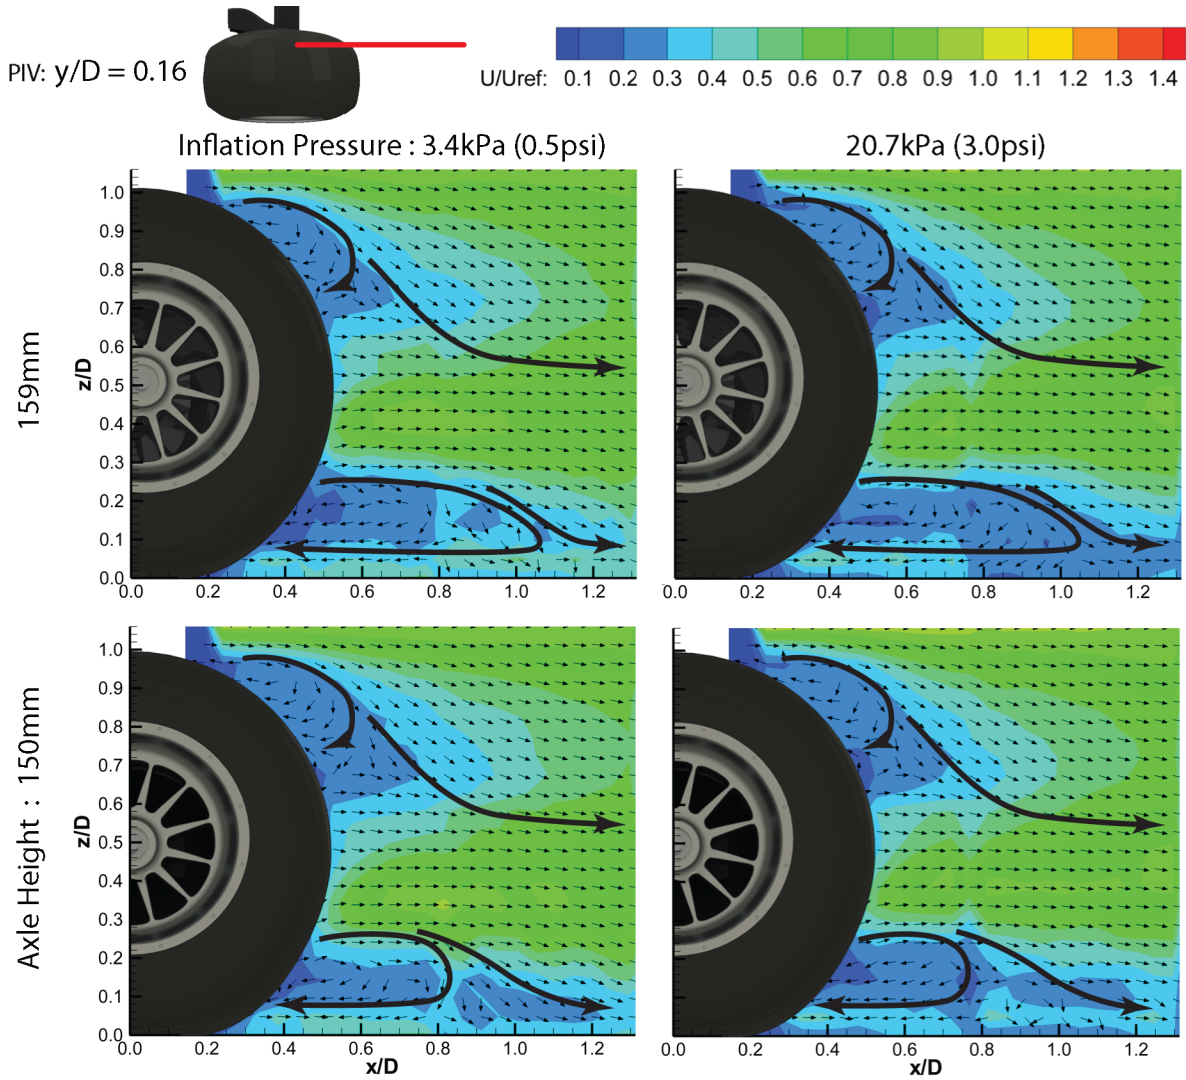 PIV: y/D = 0.16
U/Uref: 0.1 0.2 0.3 0.4 0.5 0.6 0.7 0.8 0.9 1.0 1.1 1.2 1.3 1.4
Inflation Pressure : 3.4kPa (0.5psi)
20.7kPa (3.0psi)
159mm
z/D
1.0
0.9
0.8
0.7
0.6
0.5
0.4
0.3
0.2
0.1
0.0
0.0 0.2 0.4 0.6 0.8 1.0 1.2
0.0 0.2 0.4 0.6 0.8 1.0 1.2
Axle Height : 150mm
z/D
1.0
0.9
0.8
0.7
0.6
0.5
0.4
0.3
0.2
0.1
0.0
0.0 0.2 0.4 0.6 0.8 1.0 1.2
x/D
0.0 0.2 0.4 0.6 0.8 1.0 1.2
x/D